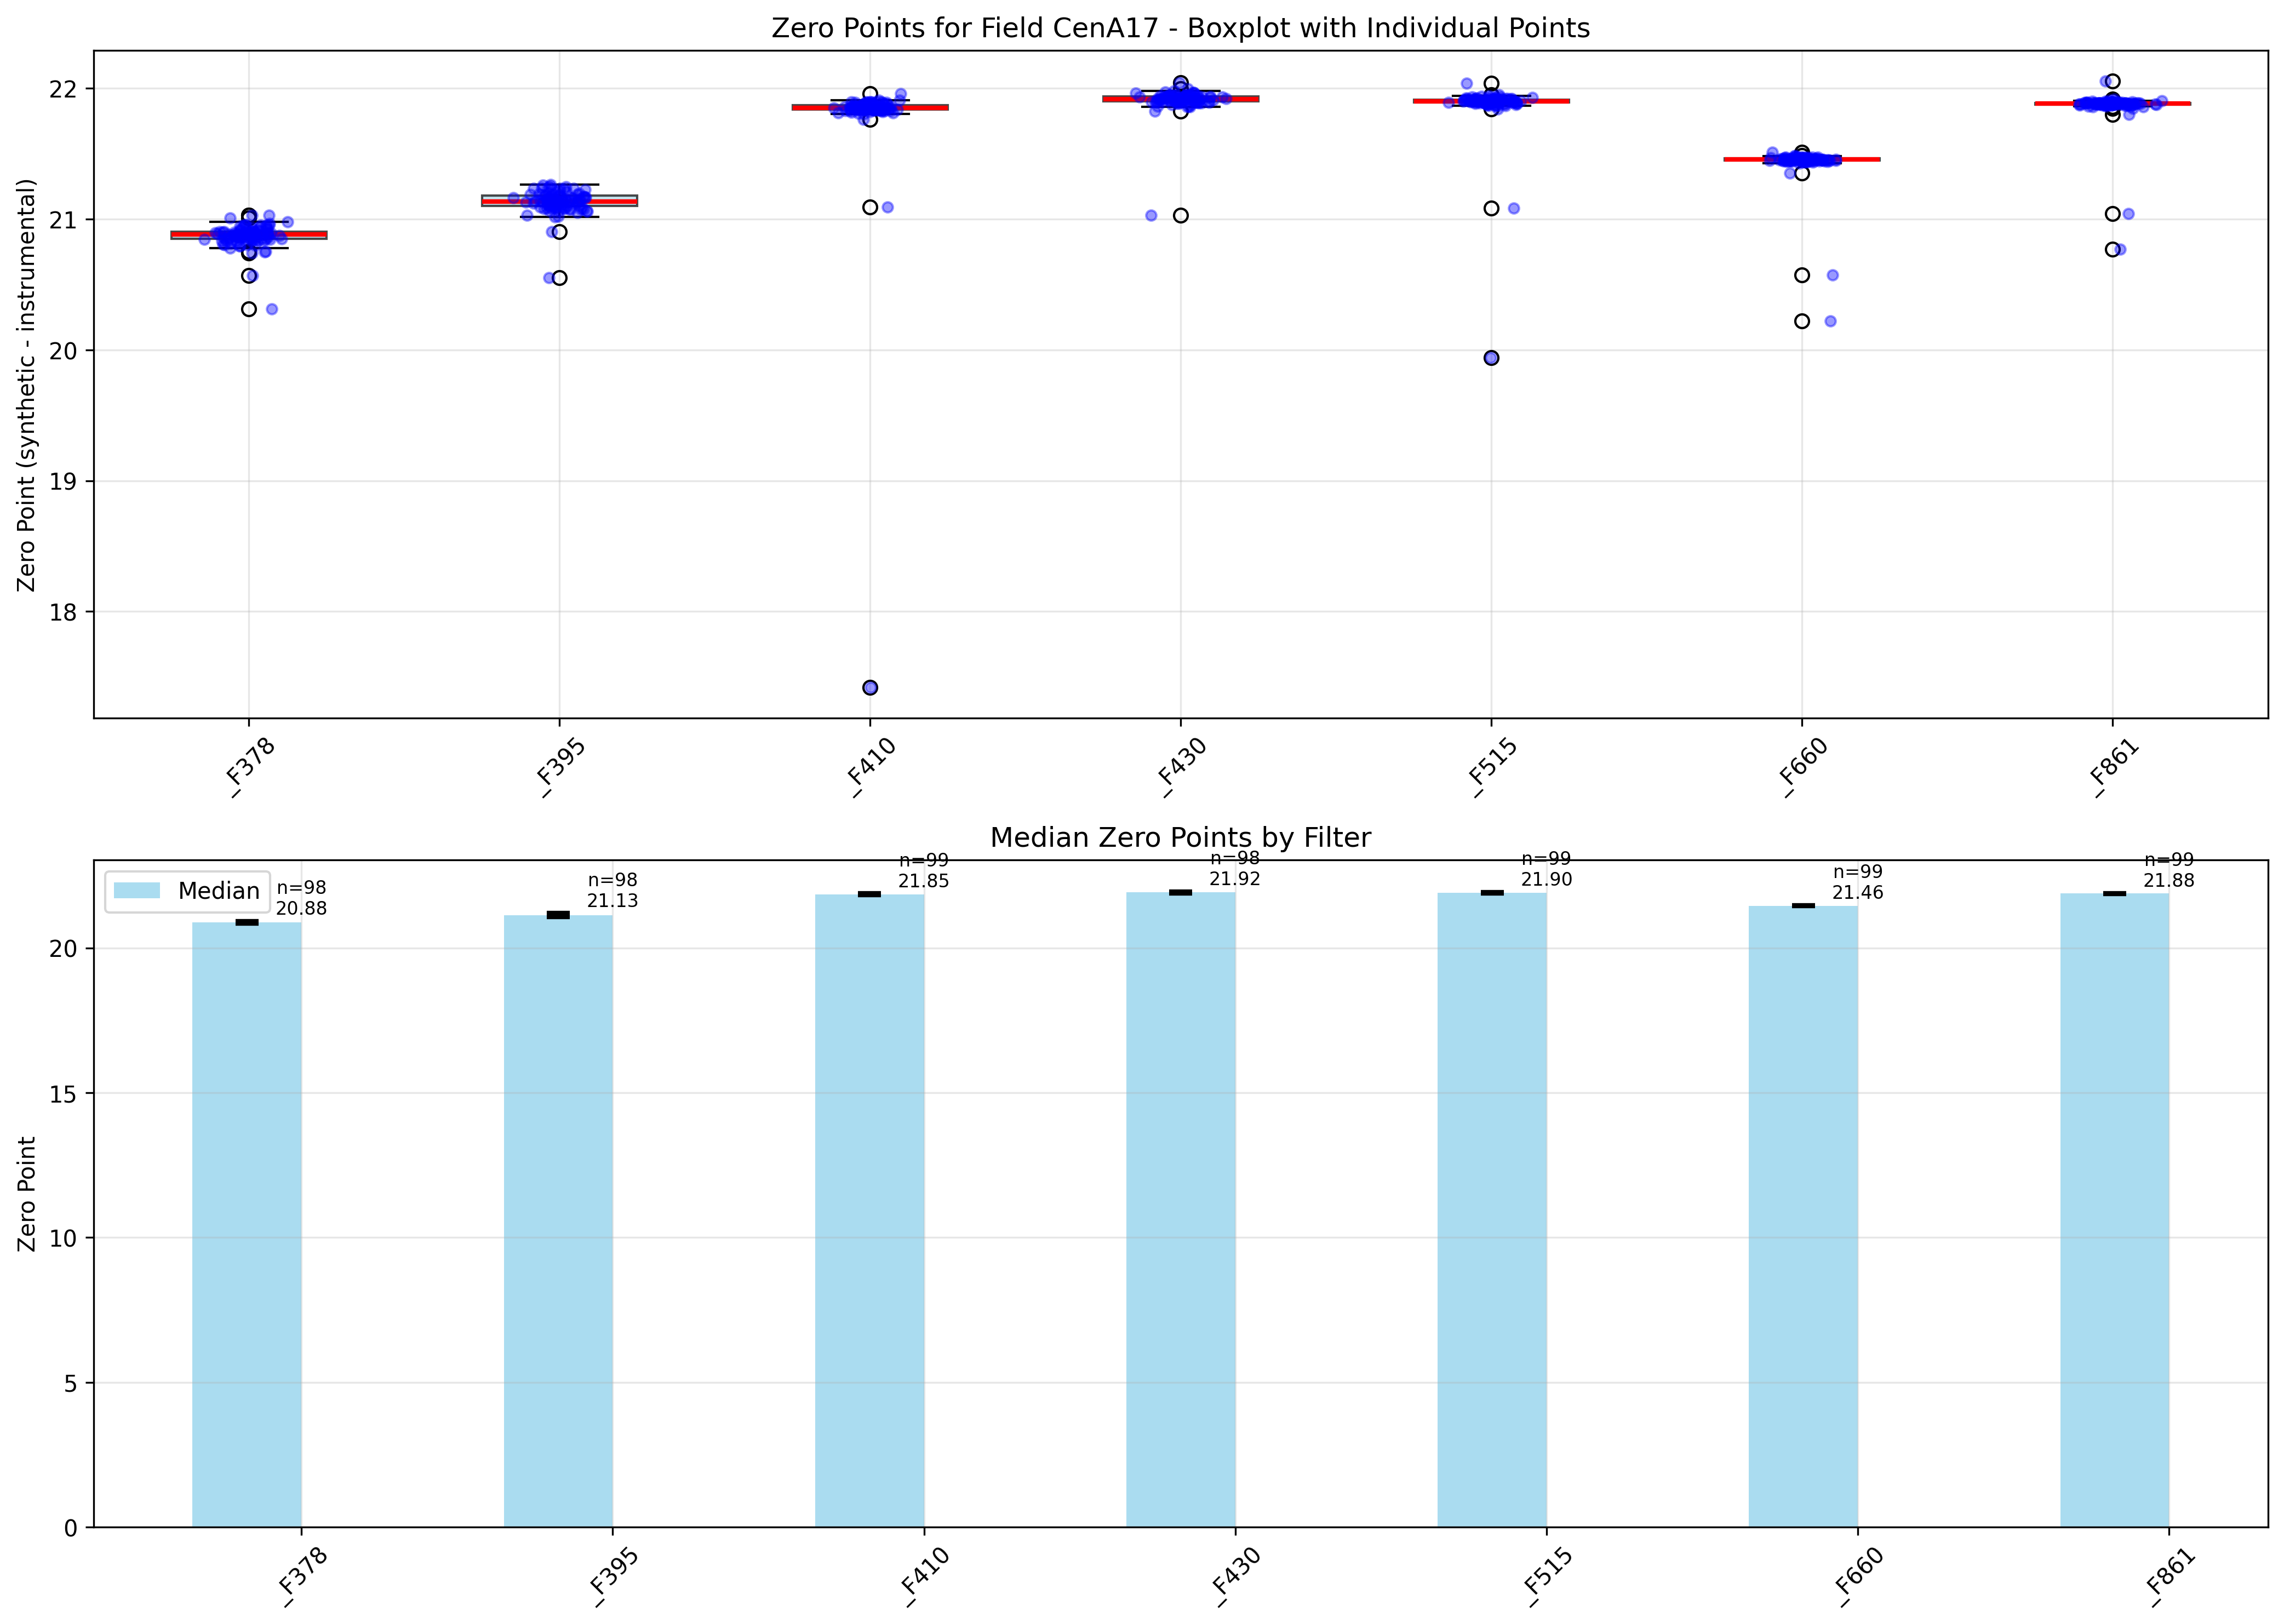 Zero Points for Field CenA17 - Boxplot with Individual Points
Zero Point (synthetic - instrumental)
22
21
20
19
18
_F378
_F395
_F410
_F430
_F515
_F660
_F861
Median Zero Points by Filter
Zero Point
Median
20
15
10
5
0
n=98
20.88
n=98
21.13
n=99
21.85
n=98
21.92
n=99
21.90
n=99
21.46
n=99
21.88
_F378
_F395
_F410
_F430
_F515
_F660
_F861